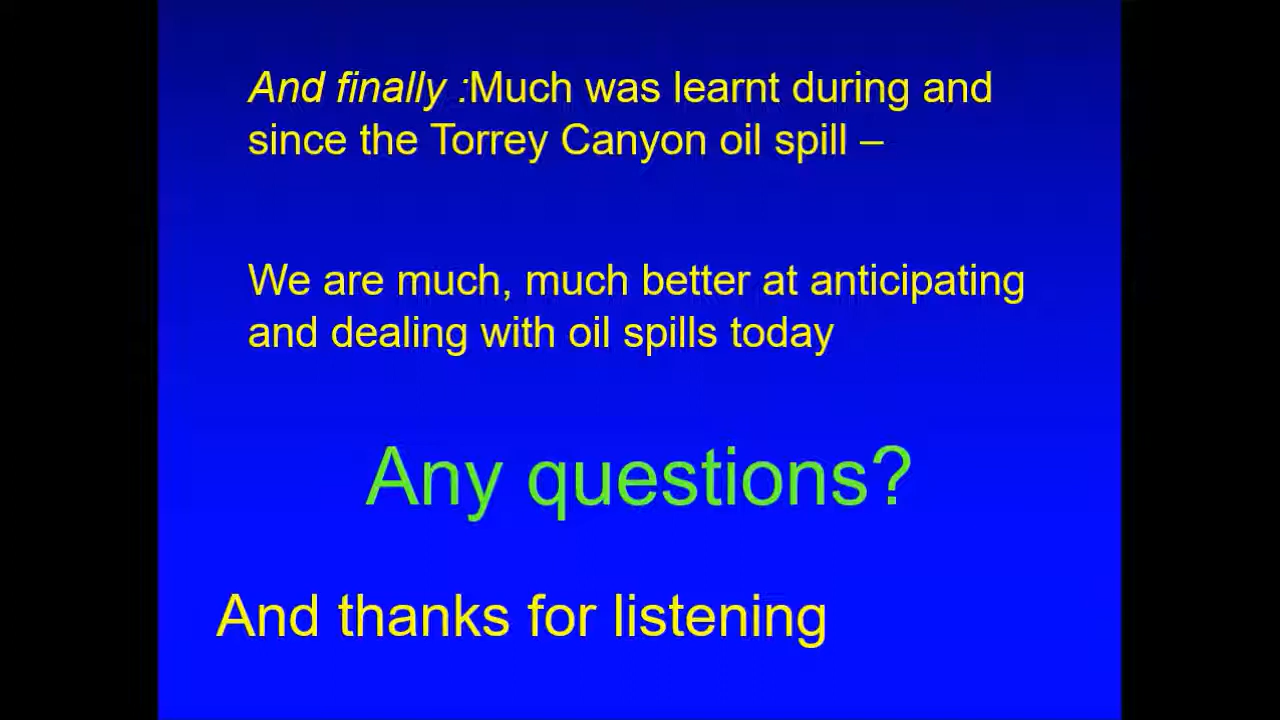 And finally :Much was learnt during and
since the Torrey Canyon oil spill –
We are much, much better at anticipating
and dealing with oil spills today
Any questions?
And thanks for listening